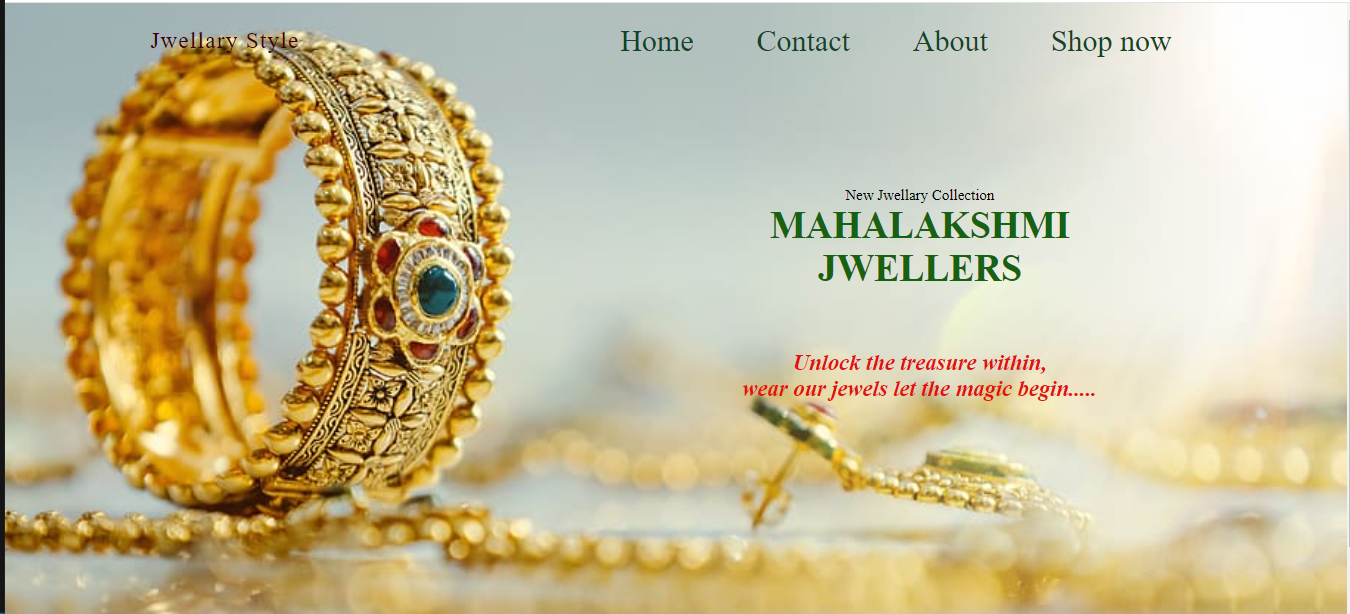 Jwellary Style
Home Contact About Shop now
New Jwellary Collection
MAHALAKSHMI
JWELLERS
Unlock the treasure within,
wear our jewels let the magic begin.....